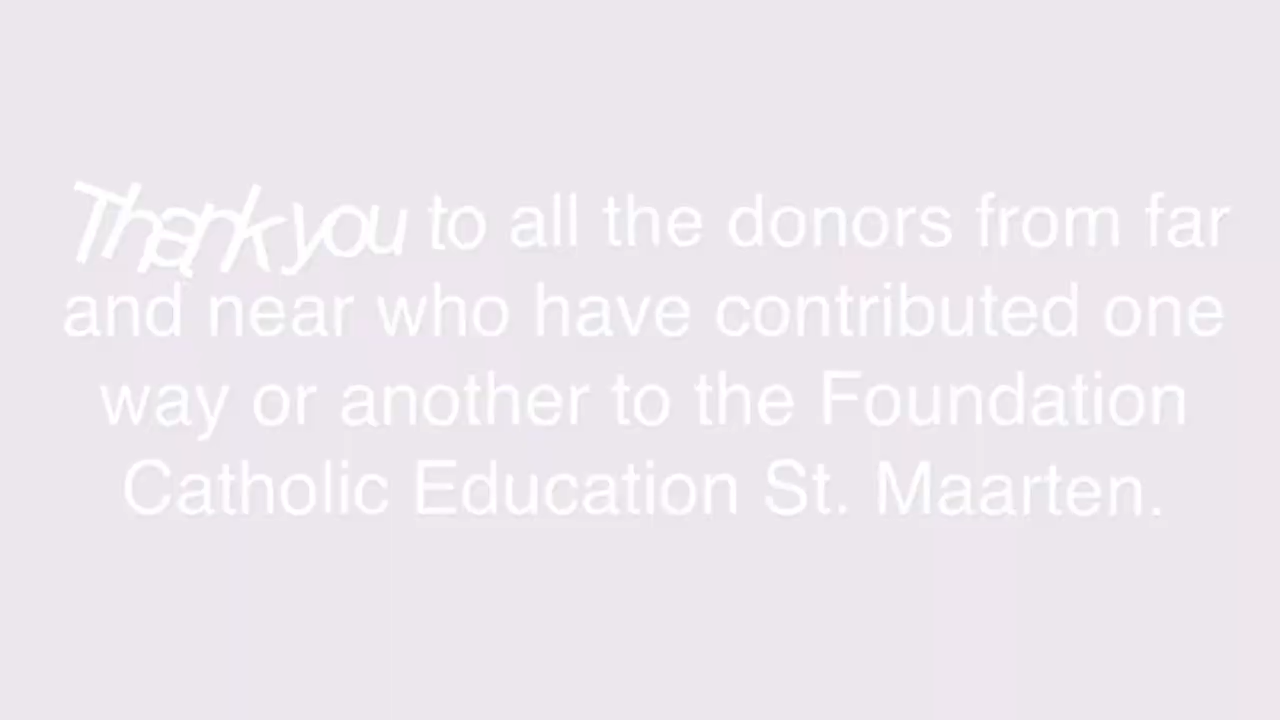 Thank you to all the donors from far
and near who have contributed one
way or another to the Foundation
Catholic Education St. Maarten.